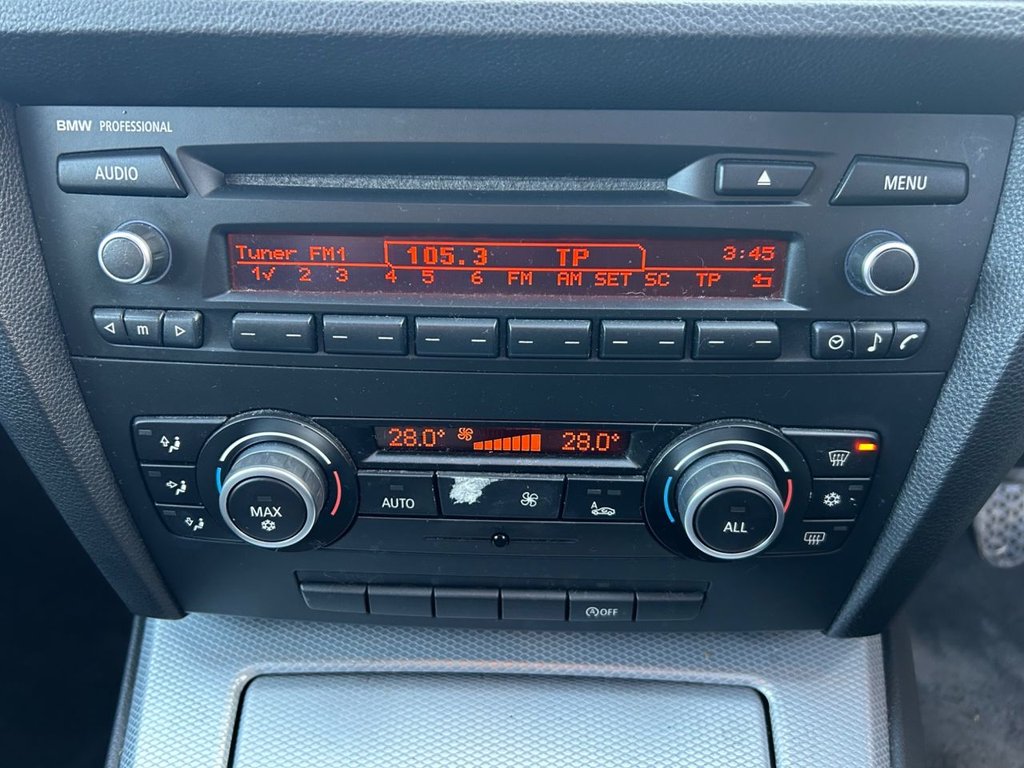 BMW PROFESSIONAL
AUDIO
MENU
Tuner FM1 105.3 TP 3:45
1✓ 2 3 4 5 6 FM AM SET SC TP
m
28.0° 28.0°
MAX
AUTO
A
ALL
A OFF